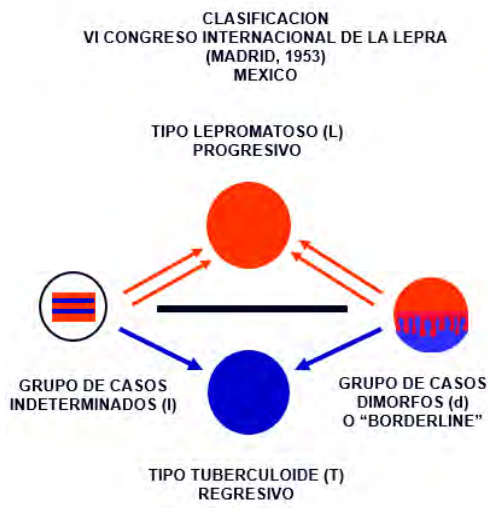 CLASIFICACION
VI CONGRESO INTERNACIONAL DE LA LEPRA
(MADRID, 1953)
MEXICO
TIPO LEPROMATOSO (L)
PROGRESIVO
GRUPO DE CASOS
INDETERMINADOS (I)
GRUPO DE CASOS
DIMORFOS (d)
O “BORDERLINE”
TIPO TUBERCULOIDE (T)
REGRESIVO